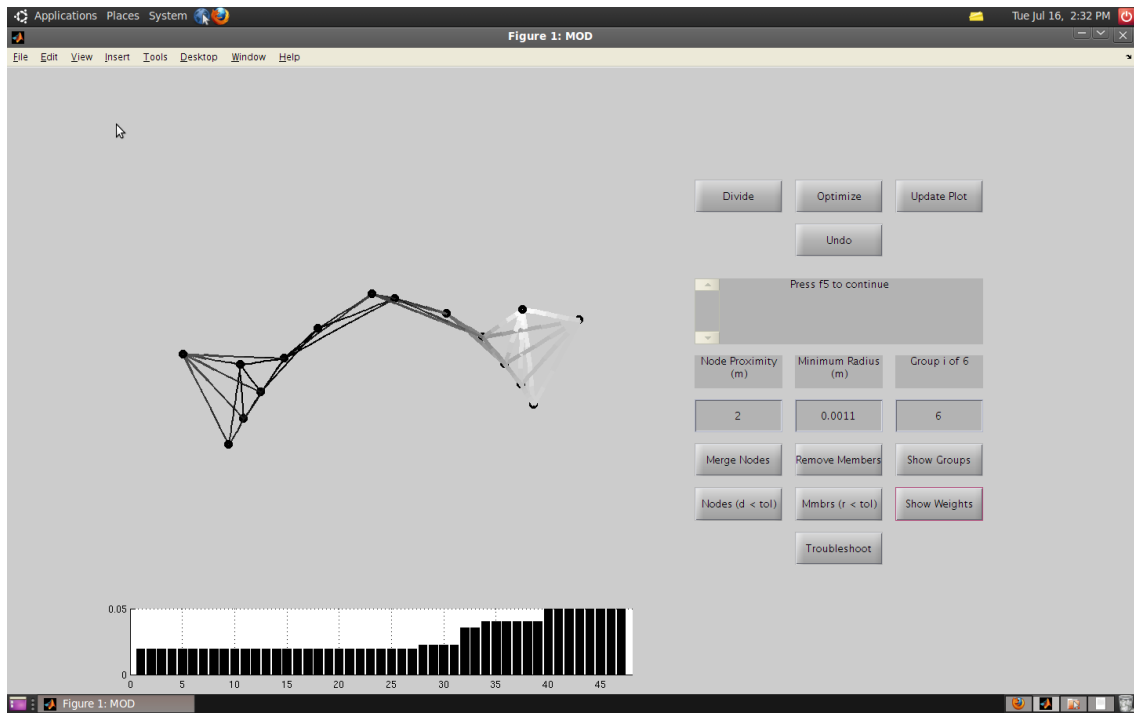 Applications Places System
Tue Jul 16, 2:32 PM
Figure 1: MOD
File Edit View Insert Tools Desktop Window Help
Divide Optimize Update Plot
Undo
Press f5 to continue
Node Proximity (m)
Minimum Radius (m)
Group i of 6
2 0.0011 6
Merge Nodes Remove Members Show Groups
Nodes (d < tol) Mmbrs (r < tol) Show Weights
Troubleshoot
0.05
0
0 5 10 15 20 25 30 35 40 45
Figure 1: MOD